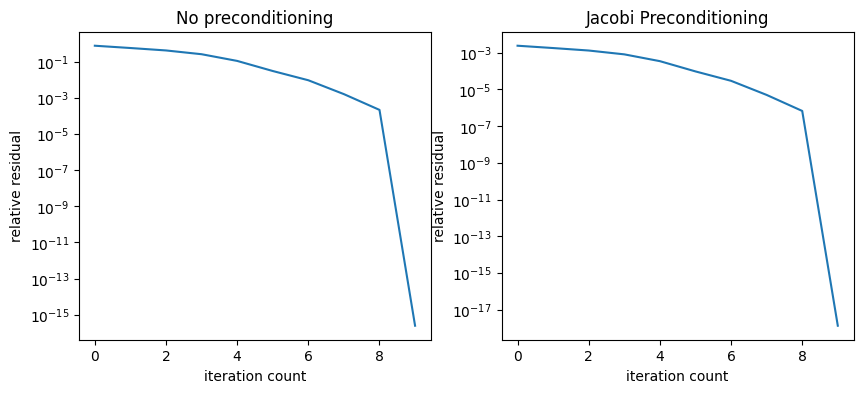 No preconditioning
relative residual
10⁻¹
10⁻³
10⁻⁵
10⁻⁷
10⁻⁹
10⁻¹¹
10⁻¹³
10⁻¹⁵
0 2 4 6 8
iteration count
Jacobi Preconditioning
relative residual
10⁻³
10⁻⁵
10⁻⁷
10⁻⁹
10⁻¹¹
10⁻¹³
10⁻¹⁵
10⁻¹⁷
0 2 4 6 8
iteration count